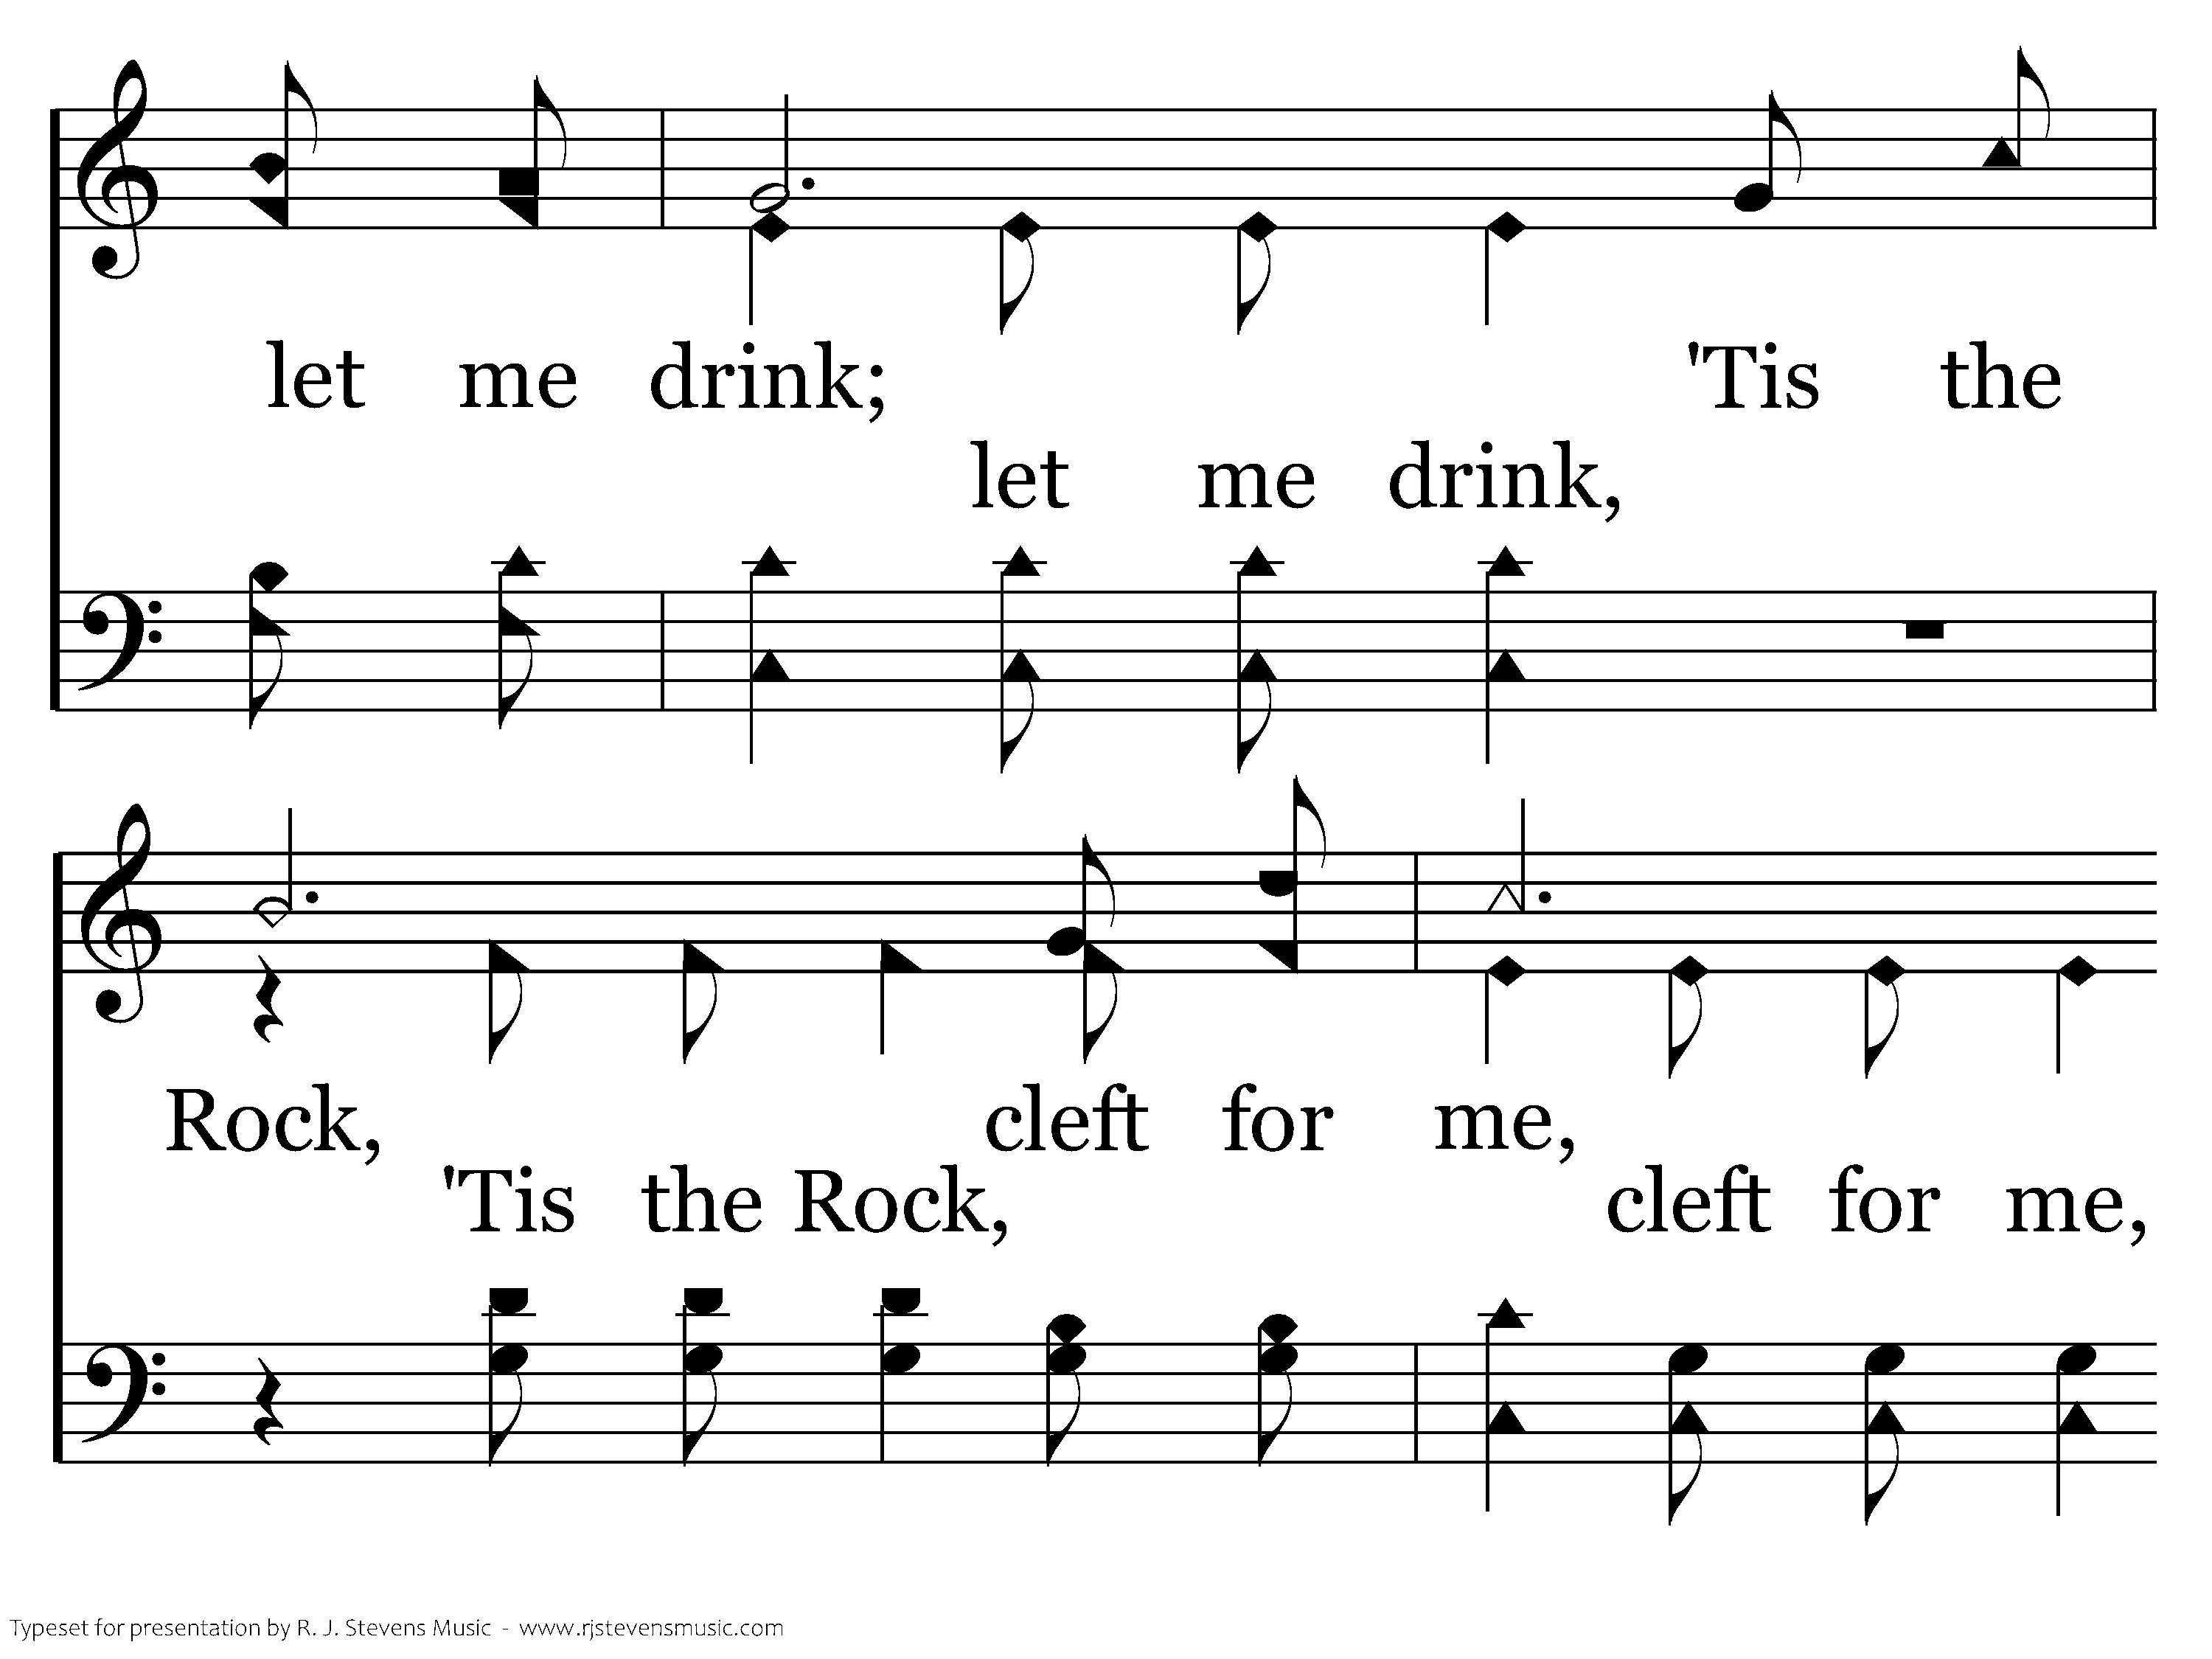 let me drink; 'Tis the
let me drink,
Rock, cleft for me,
'Tis the Rock, cleft for me,
Typeset for presentation by R. J. Stevens Music - www.rjstevensmusic.com